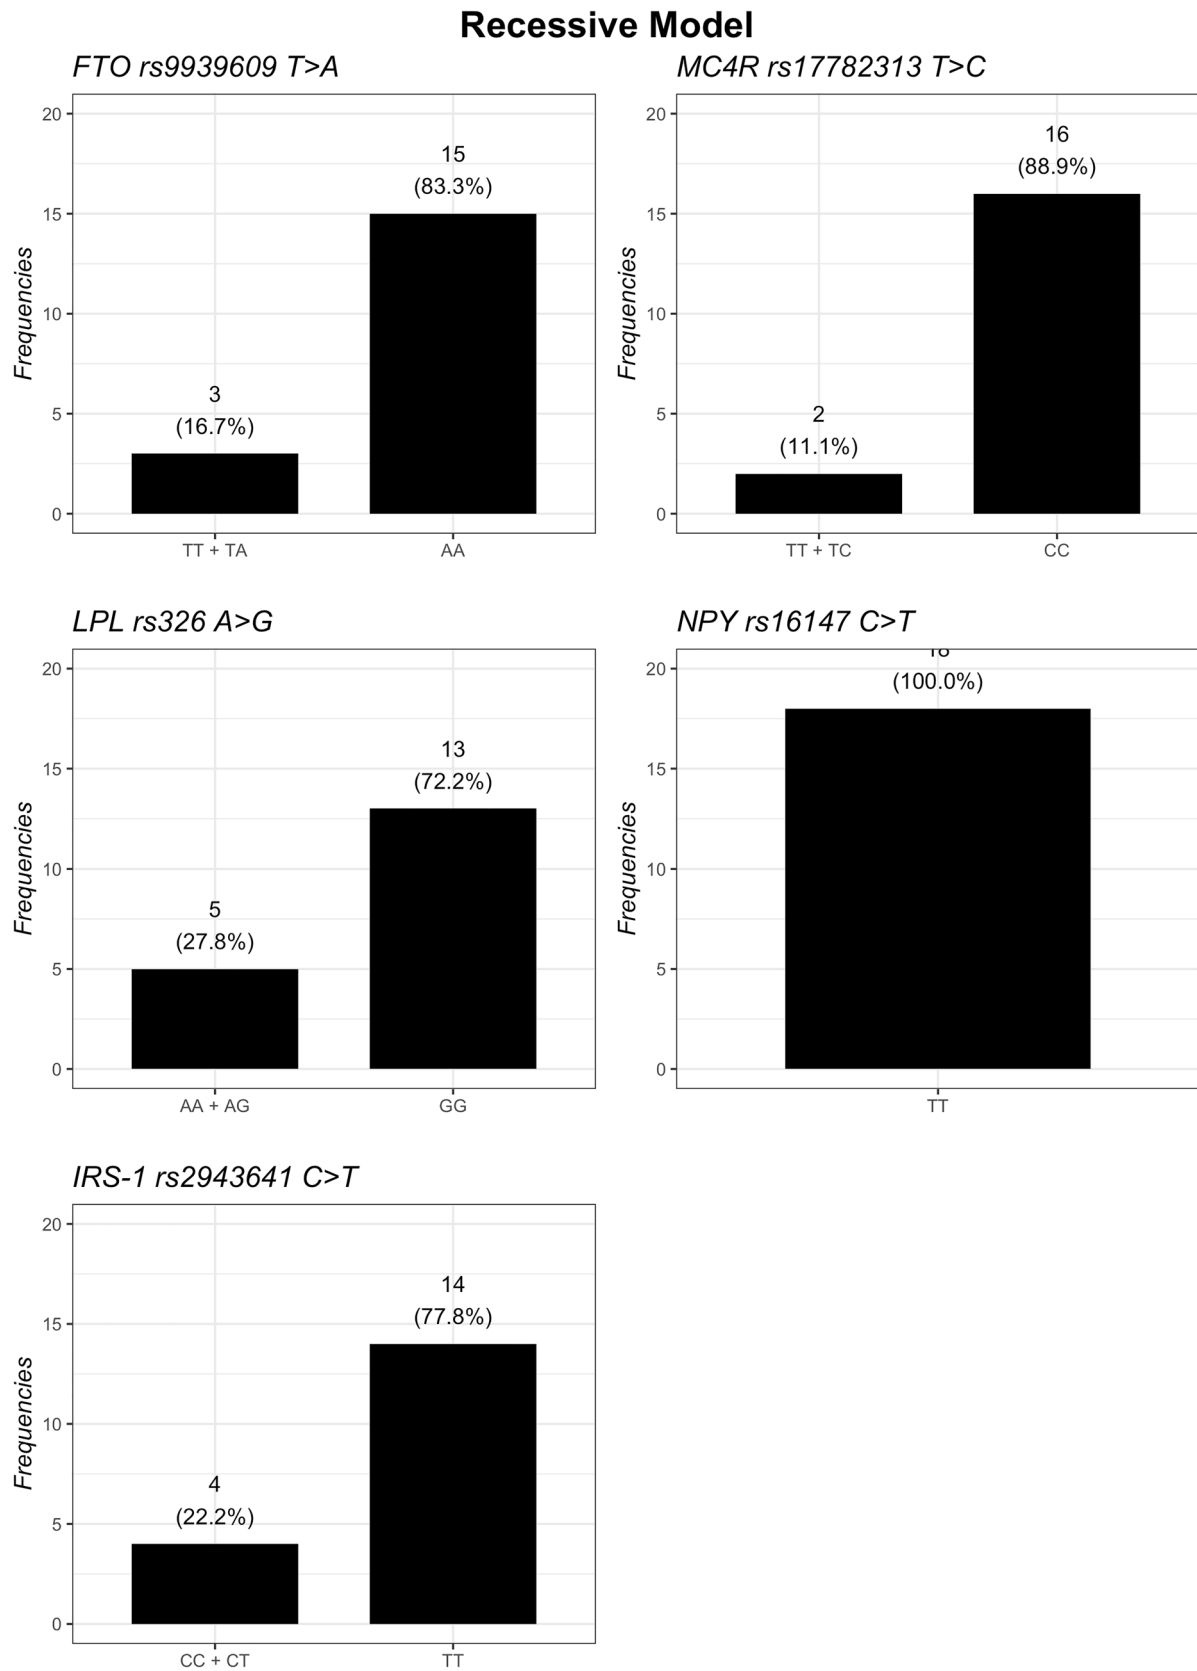 Recessive Model
FTO rs9939609 T>A
20
15
10
5
0
Frequencies
3
(16.7%)
15
(83.3%)
TT + TA
AA
MC4R rs17782313 T>C
20
15
10
5
0
Frequencies
2
(11.1%)
16
(88.9%)
TT + TC
CC
LPL rs326 A>G
20
15
10
5
0
Frequencies
5
(27.8%)
13
(72.2%)
AA + AG
GG
NPY rs16147 C>T
20
15
10
5
0
Frequencies
(100.0%)
TT
IRS-1 rs2943641 C>T
20
15
10
5
0
Frequencies
4
(22.2%)
14
(77.8%)
CC + CT
TT